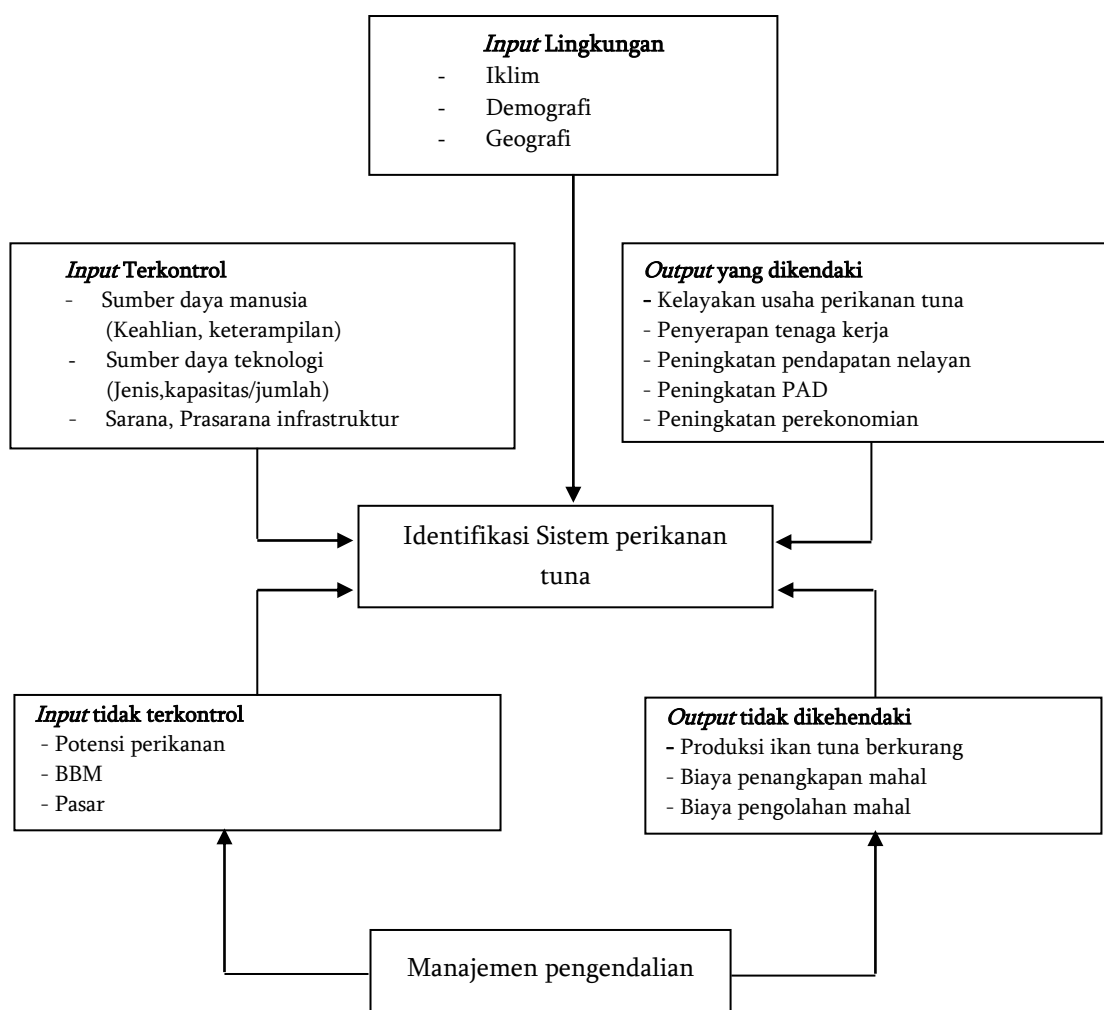 Input Lingkungan
- Iklim
- Demografi
- Geografi
Input Terkontrol
- Sumber daya manusia
(Keahlian, keterampilan)
- Sumber daya teknologi
(Jenis,kapasitas/jumlah)
- Sarana, Prasarana infrastruktur
Output yang dikendaki
- Kelayakan usaha perikanan tuna
- Penyerapan tenaga kerja
- Peningkatan pendapatan nelayan
- Peningkatan PAD
- Peningkatan perekonomian
Identifikasi Sistem perikanan
tuna
Input tidak terkontrol
- Potensi perikanan
- BBM
- Pasar
Output tidak dikehendaki
- Produksi ikan tuna berkurang
- Biaya penangkapan mahal
- Biaya pengolahan mahal
Manajemen pengendalian